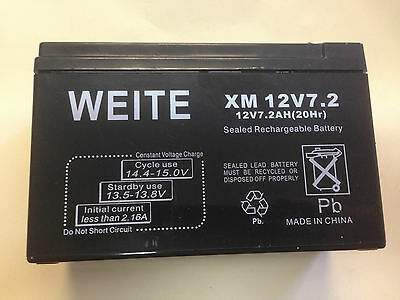 WEITE
XM 12V7.2
12V7.2AH(20Hr)
Sealed Rechargeable Battery
Constant Voltage Charge
Cycle use
14.4-15.0V
Standby use
13.5-13.8V
Initial current
less than 2.16A
Do Not Short Circuit
SEALED LEAD BATTERY
MUST BE RECYCLED OR
DISPOSED OF PROPERLY
Pb.
Pb
MADE IN CHINA